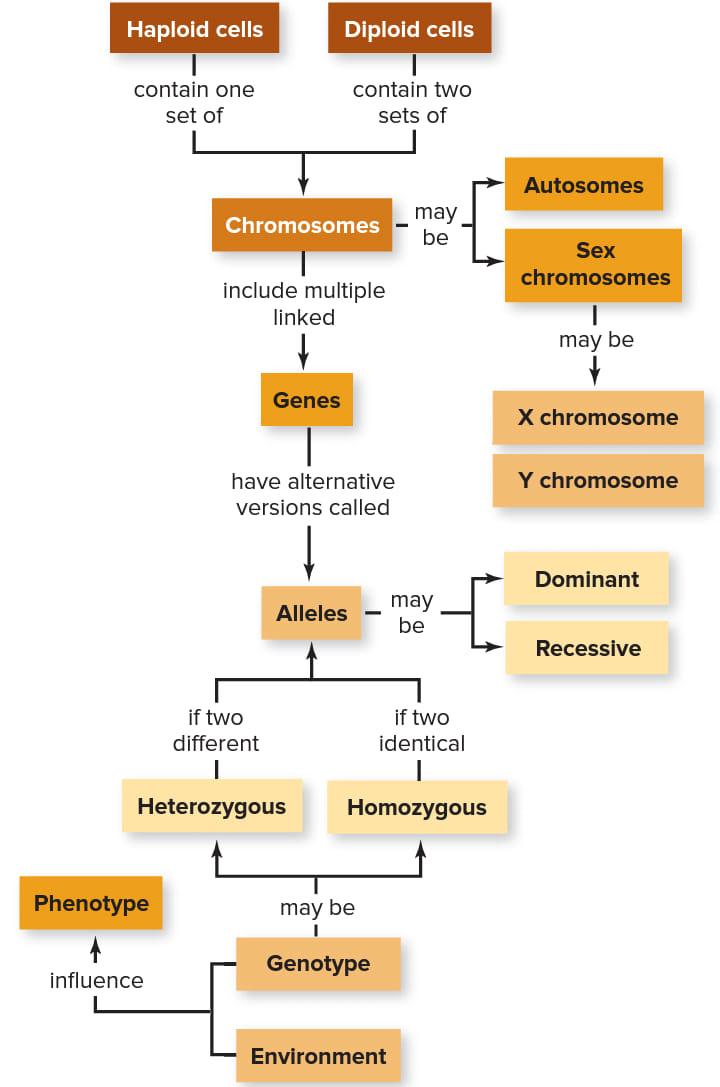 Haploid cells
Diploid cells
contain one
set of
contain two
sets of
Chromosomes
may
be
Autosomes
Sex
chromosomes
include multiple
linked
may be
Genes
X chromosome
Y chromosome
have alternative
versions called
Alleles
may
be
Dominant
Recessive
if two
different
if two
identical
Heterozygous
Homozygous
Phenotype
may be
influence
Genotype
Environment